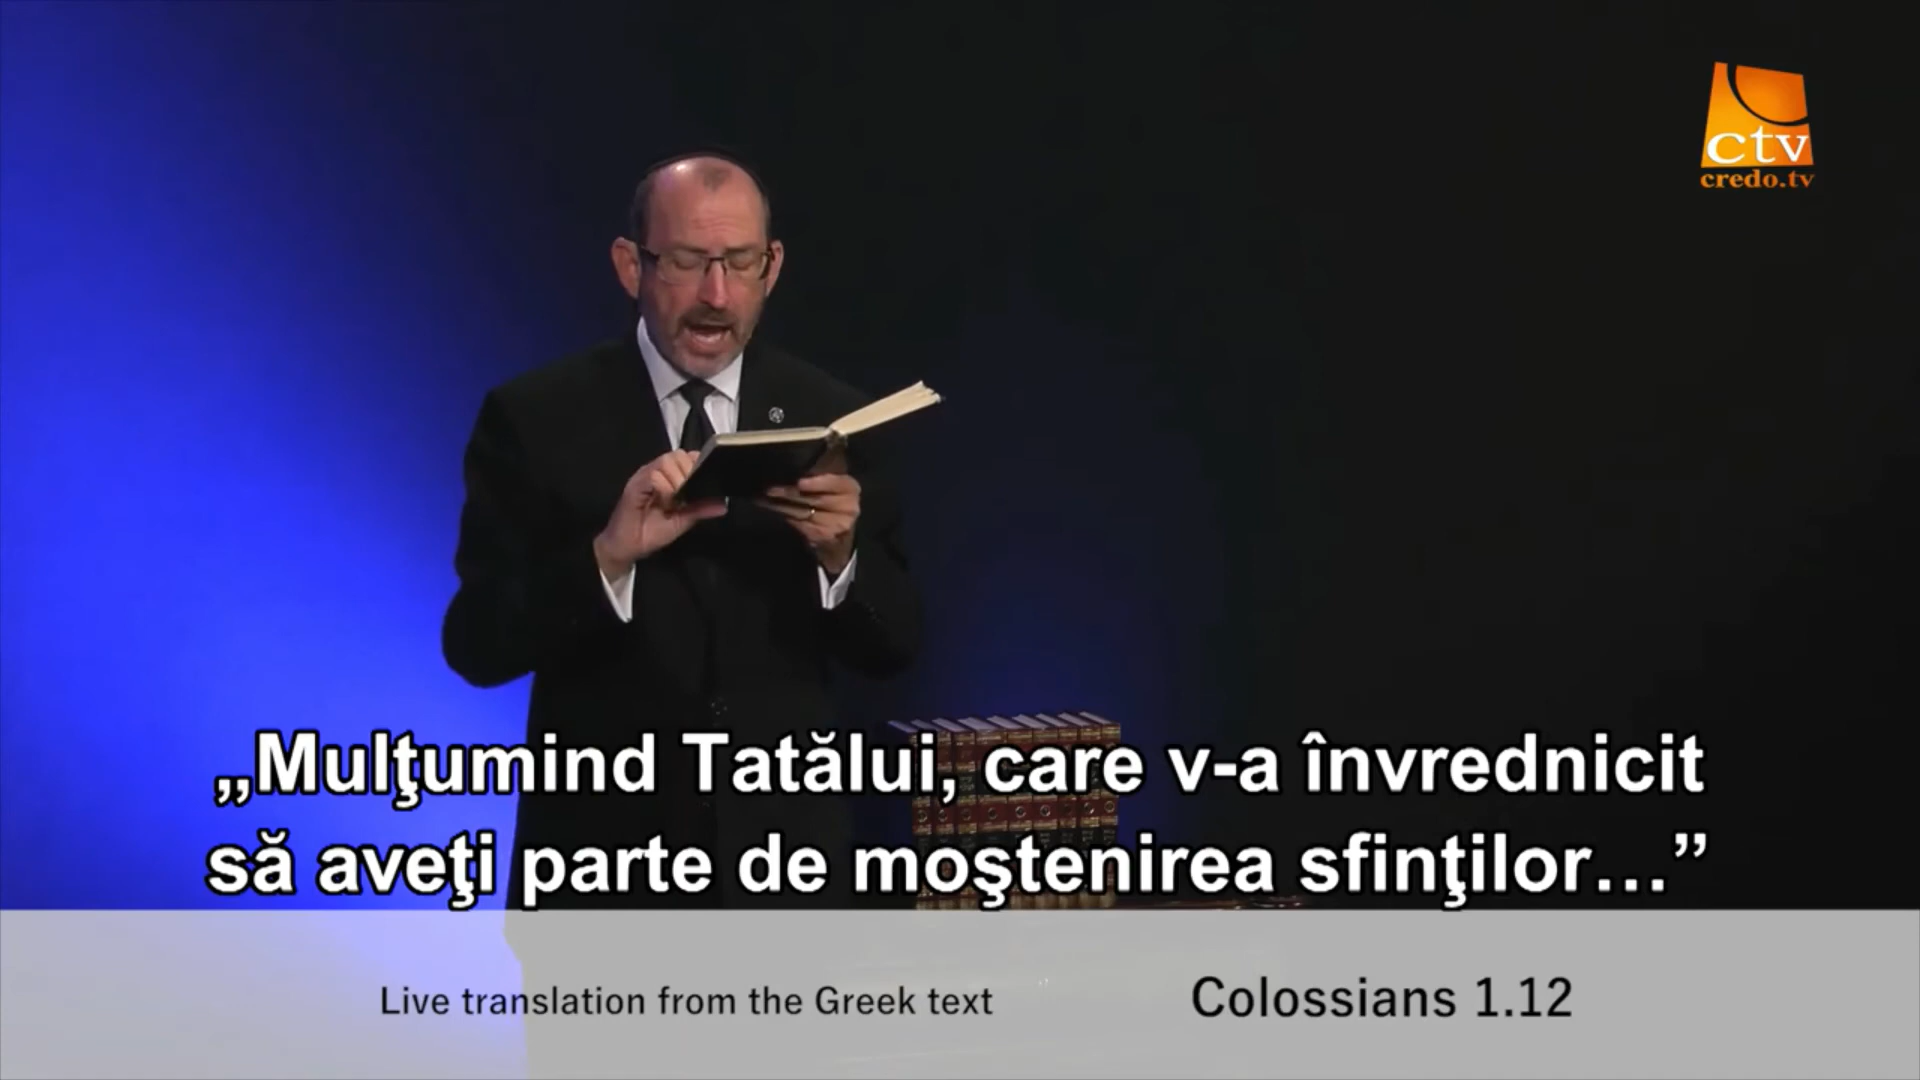 ctv
credo.tv
„Mulţumind Tatălui, care v-a învrednicit
să aveţi parte de moştenirea sfinţilor…”
Live translation from the Greek text
Colossians 1.12